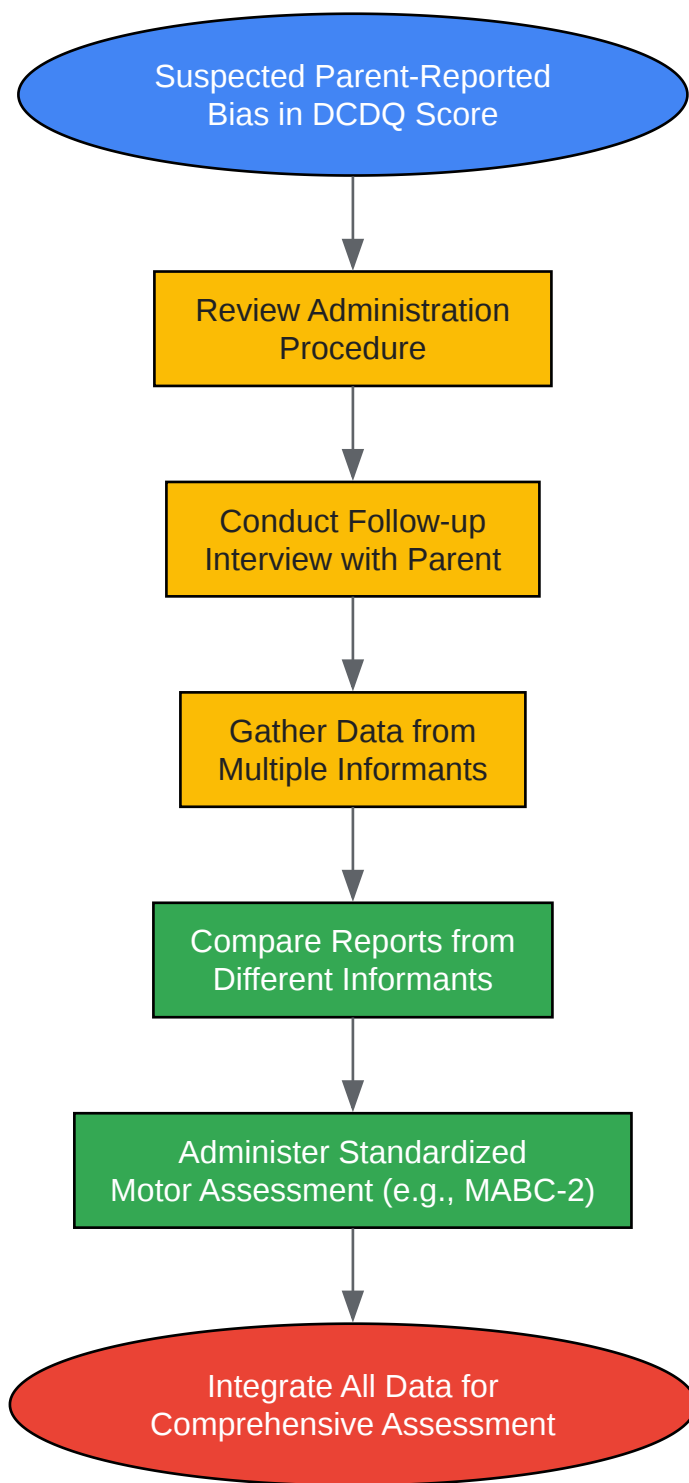 Suspected Parent-Reported
Bias in DCDQ Score
Review Administration
Procedure
Conduct Follow-up
Interview with Parent
Gather Data from
Multiple Informants
Compare Reports from
Different Informants
Administer Standardized
Motor Assessment (e.g., MABC-2)
Integrate All Data for
Comprehensive Assessment